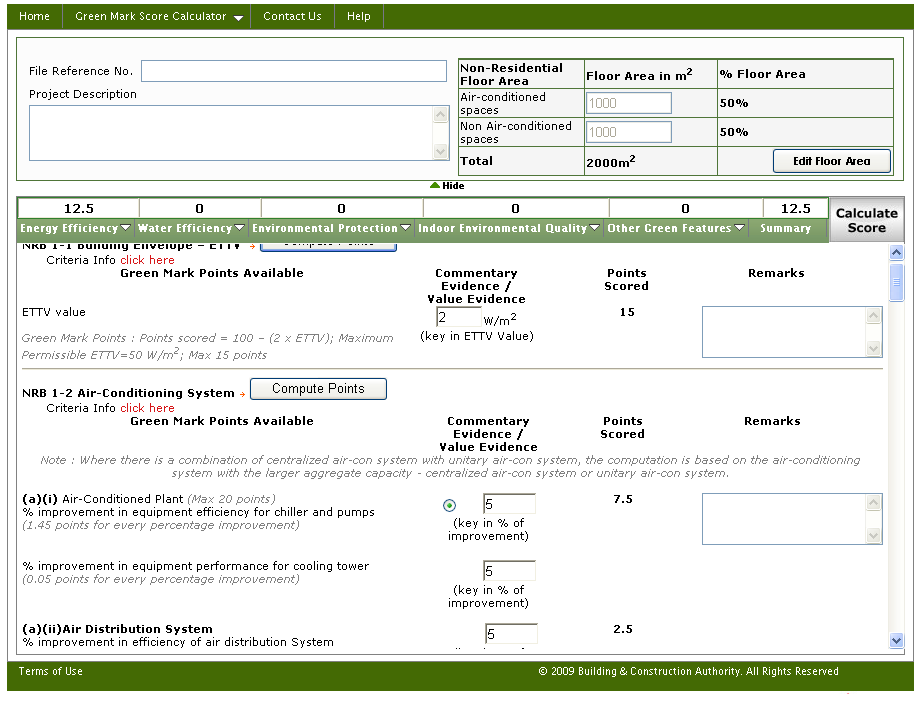 Home Green Mark Score Calculator Contact Us Help
File Reference No.
Project Description
Non-Residential Floor Area Floor Area in m² % Floor Area
Air-conditioned spaces 1000 50%
Non Air-conditioned spaces 1000 50%
Total 2000m² Edit Floor Area
Hide
12.5 0 0 0 0 12.5
Energy Efficiency Water Efficiency Environmental Protection Indoor Environmental Quality Other Green Features Summary
Calculate Score
NRB 1-1 Building Envelope – ETTV Compute Points
Criteria Info click here
Green Mark Points Available Commentary Evidence / Value Evidence Points Scored Remarks
ETTV value 2 W/m² 15
(key in ETTV Value)
Green Mark Points : Points scored = 100 – (2 x ETTV); Maximum
Permissible ETTV=50 W/m²; Max 15 points
NRB 1-2 Air-Conditioning System Compute Points
Criteria Info click here
Green Mark Points Available Commentary Evidence / Value Evidence Points Scored Remarks
Note : Where there is a combination of centralized air-con system with unitary air-con system, the computation is based on the air-conditioning
system with the larger aggregate capacity - centralized air-con system or unitary air-con system.
(a)(i) Air-Conditioned Plant (Max 20 points) 5 7.5
% improvement in equipment efficiency for chiller and pumps
(1.45 points for every percentage improvement)
(key in % of improvement)
% improvement in equipment performance for cooling tower 5
(0.05 points for every percentage improvement)
(key in % of improvement)
(a)(ii)Air Distribution System 5 2.5
% improvement in efficiency of air distribution System
Terms of Use © 2009 Building & Construction Authority. All Rights Reserved